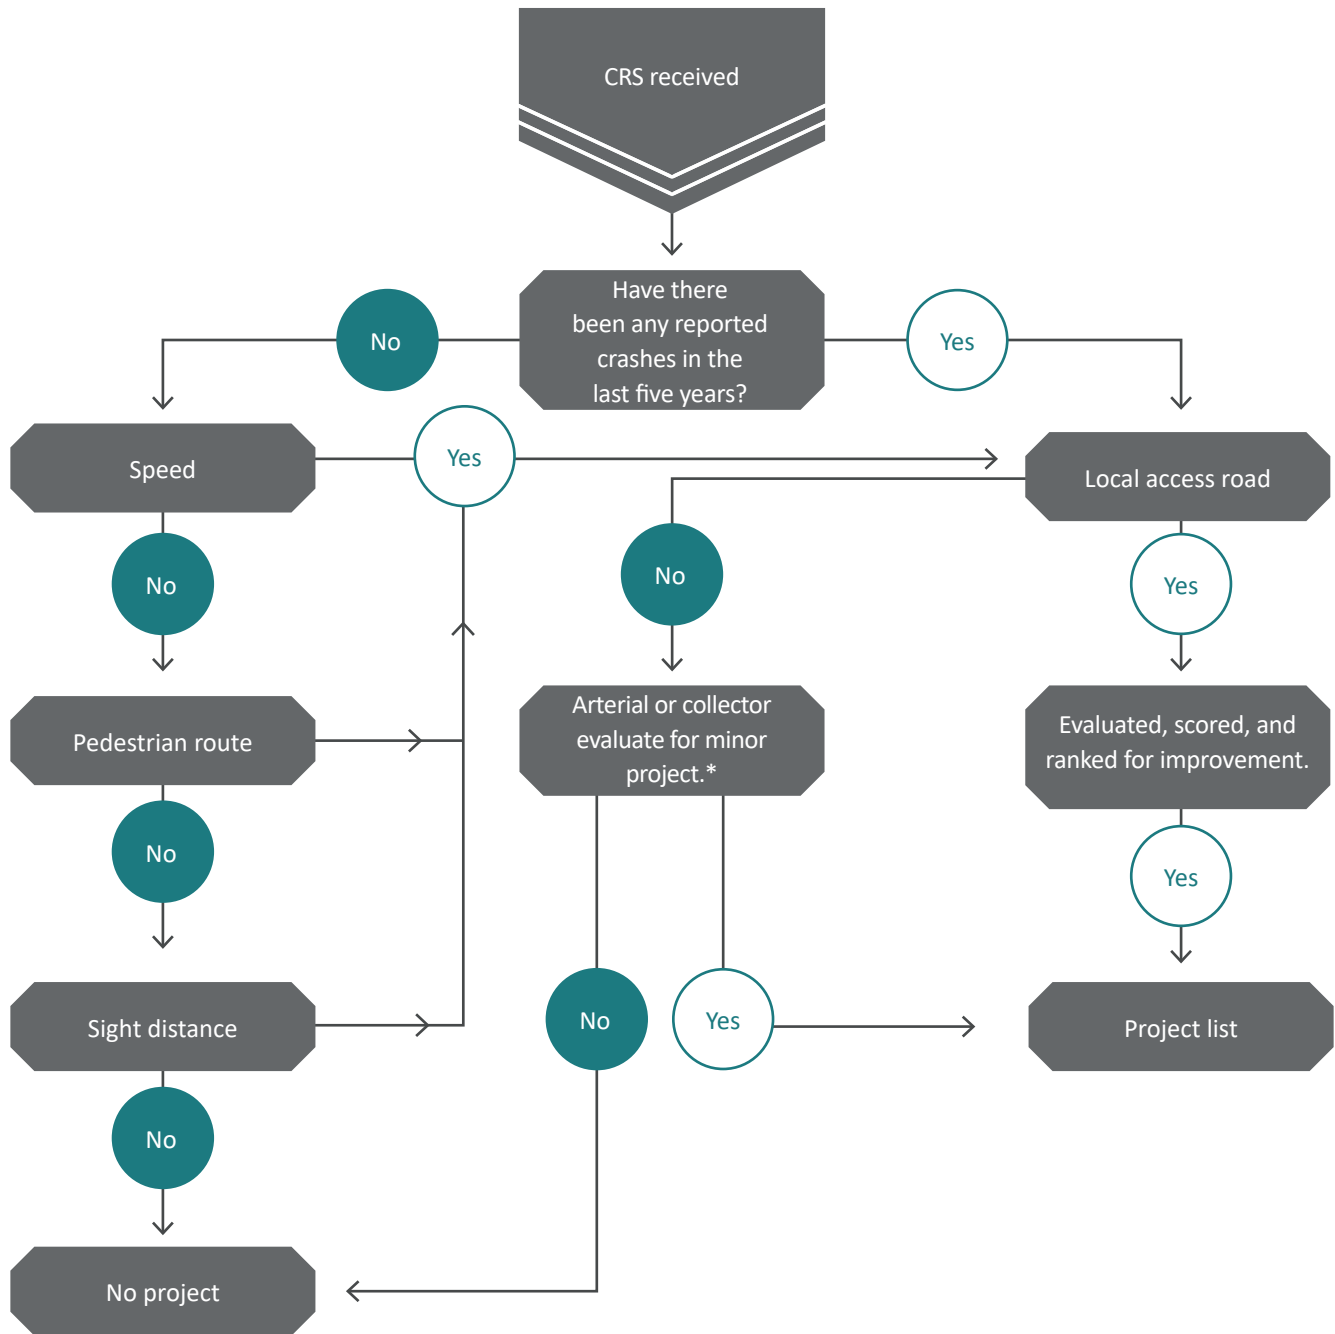 CRS received
Have there
been any reported
crashes in the
last five years?
No
Yes
Speed
Yes
Local access road
No
No
Yes
Pedestrian route
Arterial or collector
evaluate for minor
project.*
Evaluated, scored, and
ranked for improvement.
No
Yes
Sight distance
No
Yes
Project list
No
No project